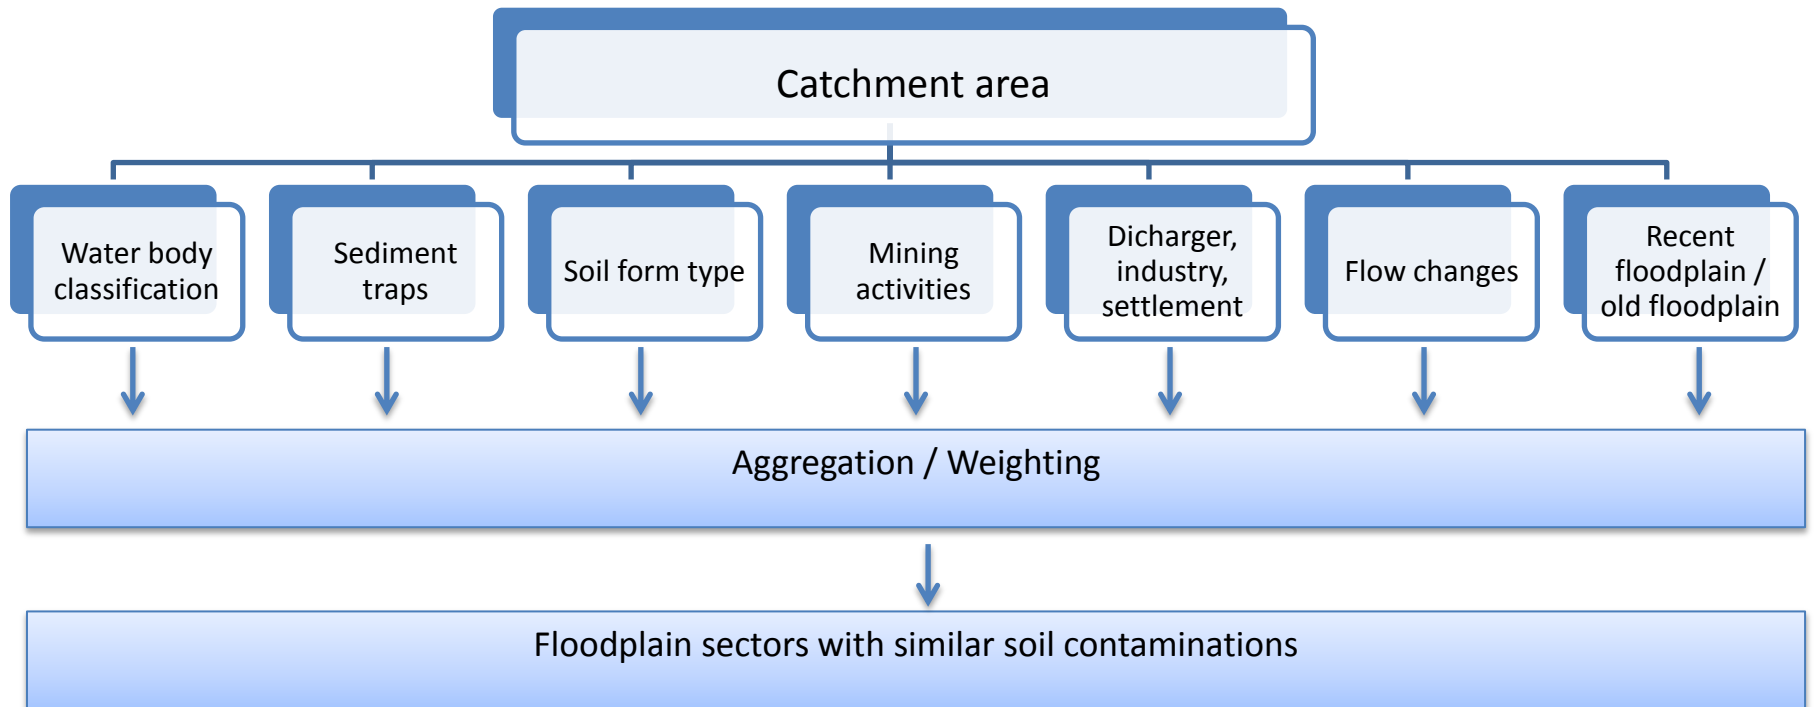 Catchment area
Water body
classification
Sediment
traps
Soil form type
Mining
activities
Dicharger,
industry,
settlement
Flow changes
Recent
floodplain /
old floodplain
Aggregation / Weighting
Floodplain sectors with similar soil contaminations